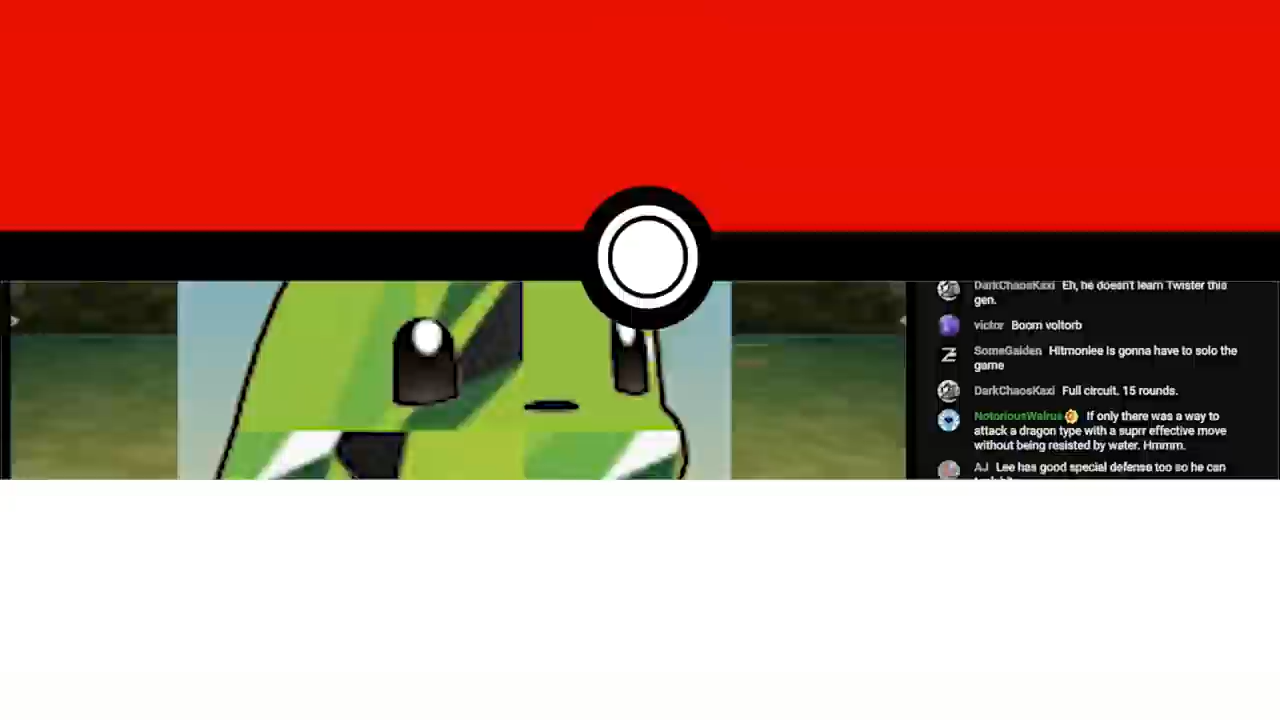 DarkChaosKaxi Eh, he doesn't learn Twister this
gen.
victor Boom voltorb
SomeGaiden Hitmonlee is gonna have to solo the
game
DarkChaosKaxi Full circuit, 15 rounds.
NotoriousWalrus If only there was a way to
attack a dragon type with a suprr effective move
without being resisted by water. Hmmm.
AJ Lee has good special defense too so he can